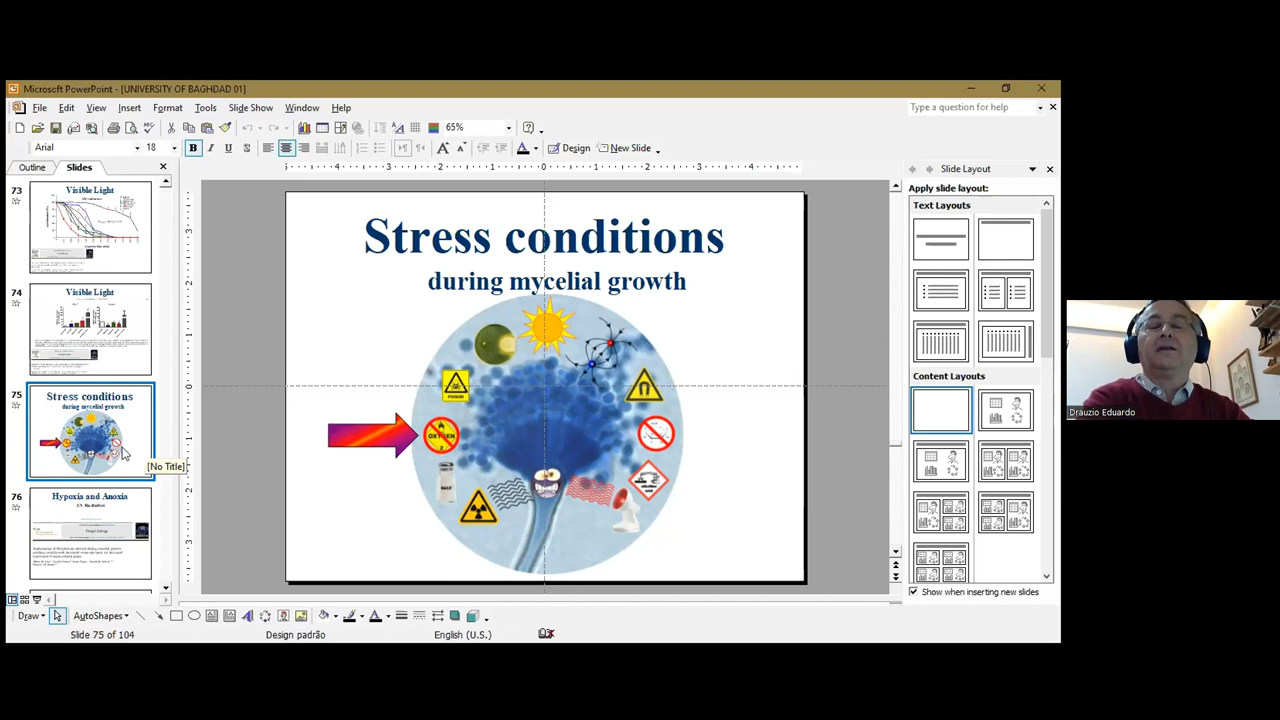 Microsoft PowerPoint - [UNIVERSITY OF BAGHDAD 01]
File Edit View Insert Format Tools Slide Show Window Help
Type a question for help
65%
Arial 18 B I U S Design New Slide
Outline Slides
Slide Layout
Apply slide layout:
Text Layouts
Content Layouts
Show when inserting new slides
73
Visible Light
74
Visible Light
75
Stress conditions
during mycelial growth
[No Title]
76
Hypoxia and Anoxia
Stress conditions
during mycelial growth
POISON
OXYGEN
SALT
Draw AutoShapes
Slide 75 of 104 Design padrão English (U.S.)
Drauzio Eduardo